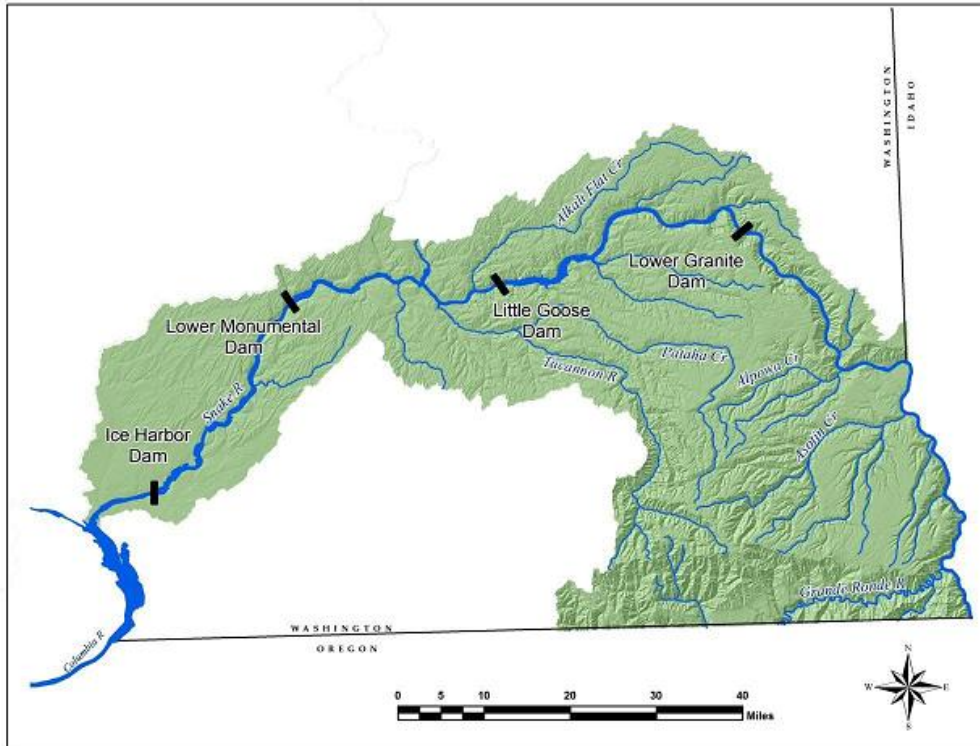 WASHINGTON
IDAHO
Alkali Flat Cr
Lower Granite
Dam
Little Goose
Dam
Lower Monumental
Dam
Pataha Cr
Tucannon R
Alpowa Cr
Snake R
Asotin Cr
Ice Harbor
Dam
Grande Ronde R
WASHINGTON
OREGON
Columbia R
N
W E
S
0 5 10 20 30 40
Miles